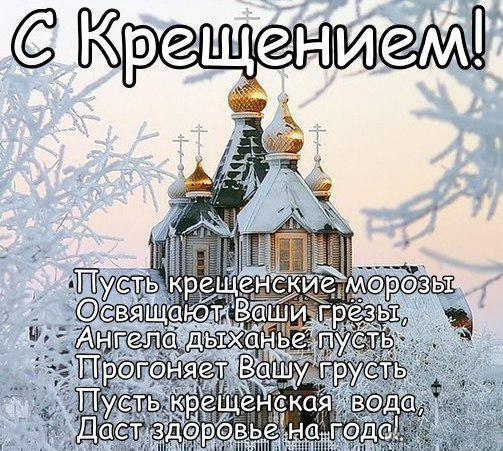 С Крещением!
Пусть крещенские морозы
Освящают Ваши грёзы,
Ангела дыханье пусть
Прогоняет Вашу грусть
Пусть крещенская вода,
Даст здоровье на года!